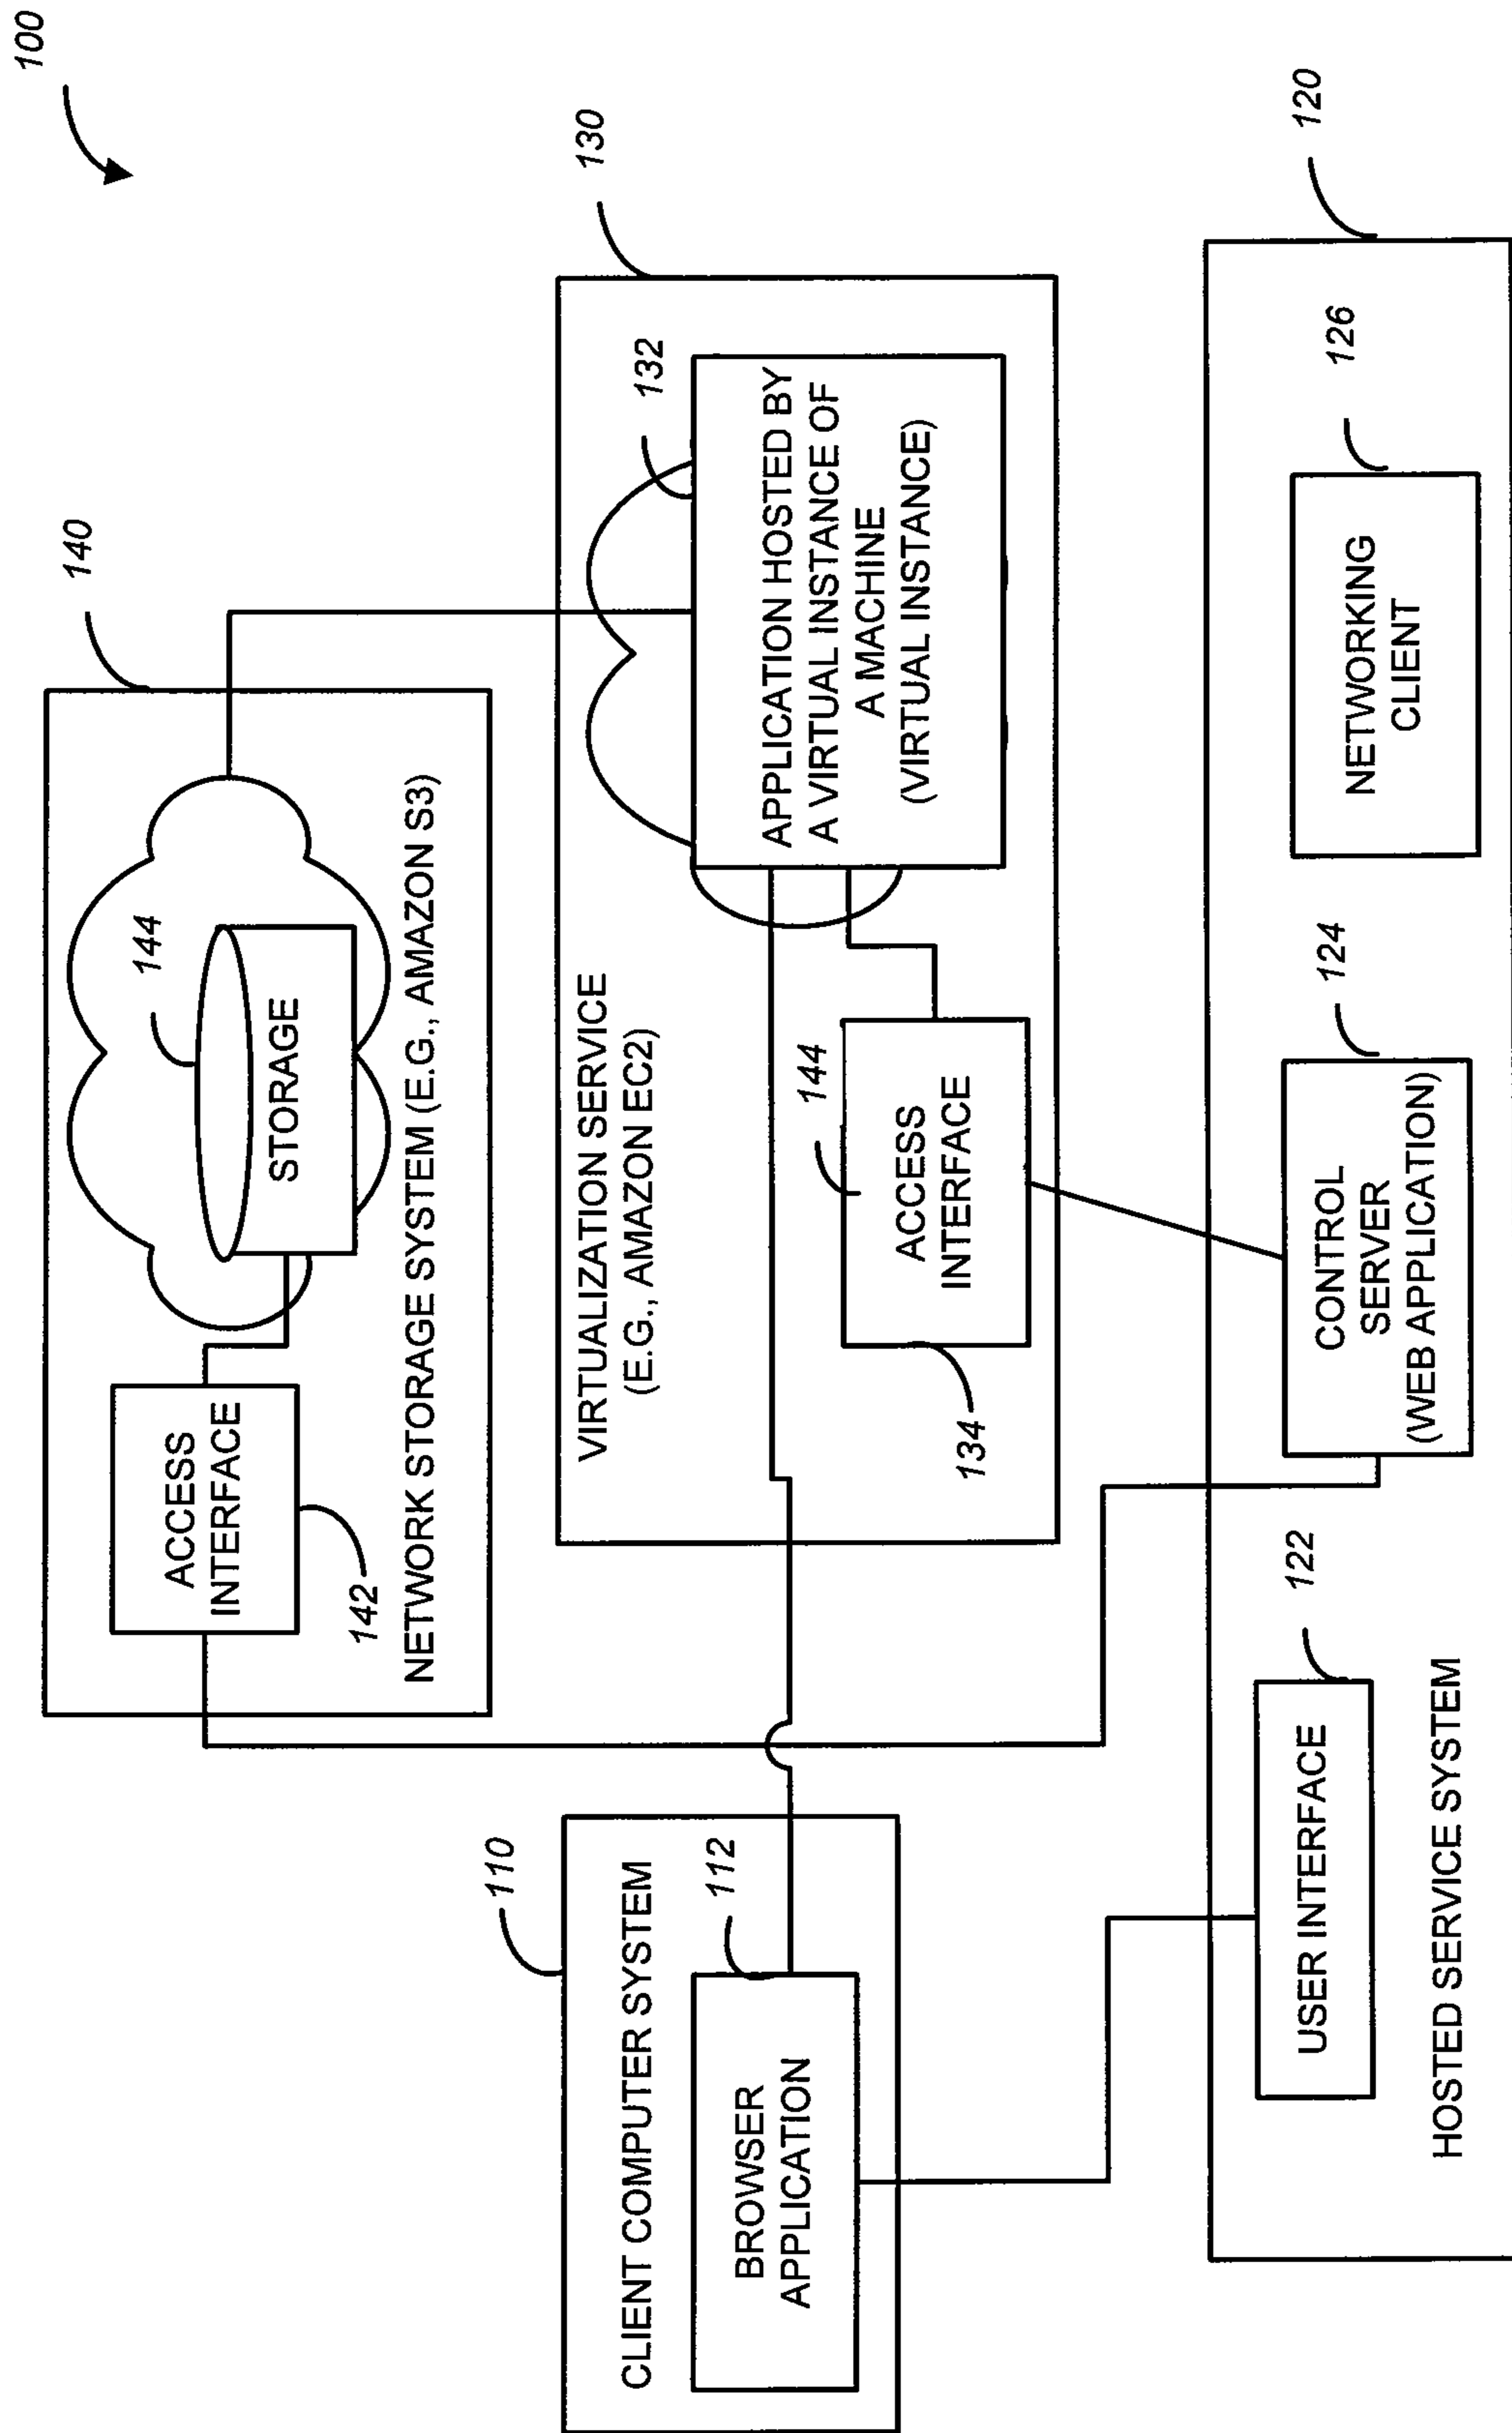 100
140
144
STORAGE
ACCESS
INTERFACE
142
NETWORK STORAGE SYSTEM (E.G., AMAZON S3)
130
VIRTUALIZATION SERVICE
(E.G., AMAZON EC2)
132
APPLICATION HOSTED BY
A VIRTUAL INSTANCE OF
A MACHINE
(VIRTUAL INSTANCE)
144
ACCESS
INTERFACE
134
110
CLIENT COMPUTER SYSTEM
112
BROWSER
APPLICATION
120
122
USER INTERFACE
124
CONTROL
SERVER
(WEB APPLICATION)
126
NETWORKING
CLIENT
HOSTED SERVICE SYSTEM